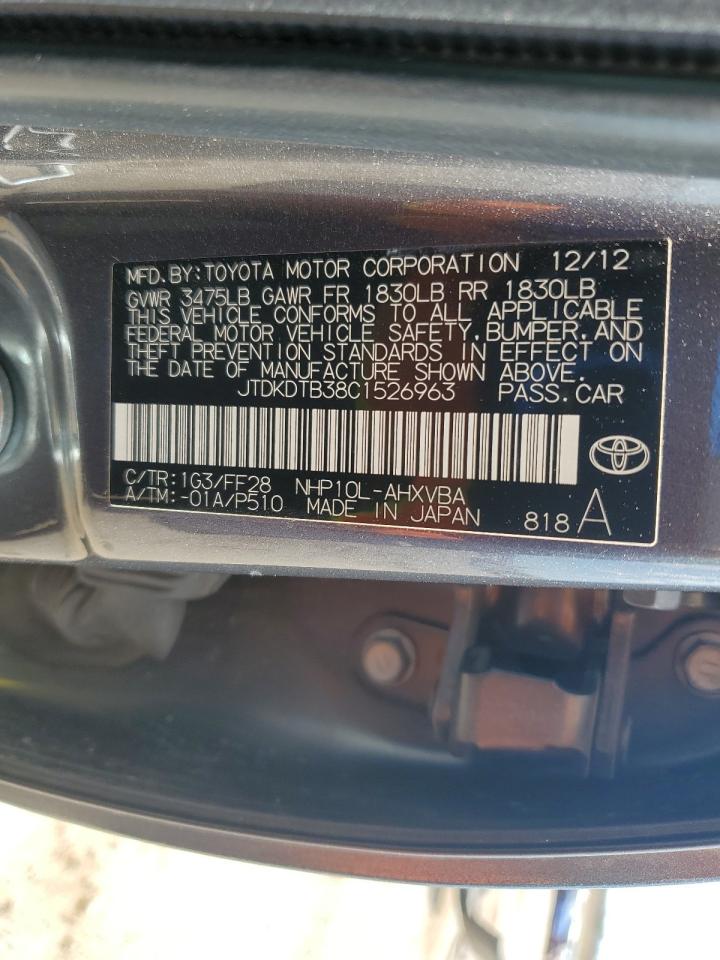 MFD.BY:TOYOTA MOTOR CORPORATION 12/12
GVWR 3475LB GAWR FR 1830LB RR 1830LB
THIS VEHICLE CONFORMS TO ALL APPLICABLE
FEDERAL MOTOR VEHICLE SAFETY,BUMPER,AND
THEFT PREVENTION STANDARDS IN EFFECT ON
THE DATE OF MANUFACTURE SHOWN ABOVE.
JTDKDTB38C1526963 PASS.CAR
C/TR:1G3/FF28 NHP10L-AHXVBA
A/TM:-01A/P510 MADE IN JAPAN 818 A